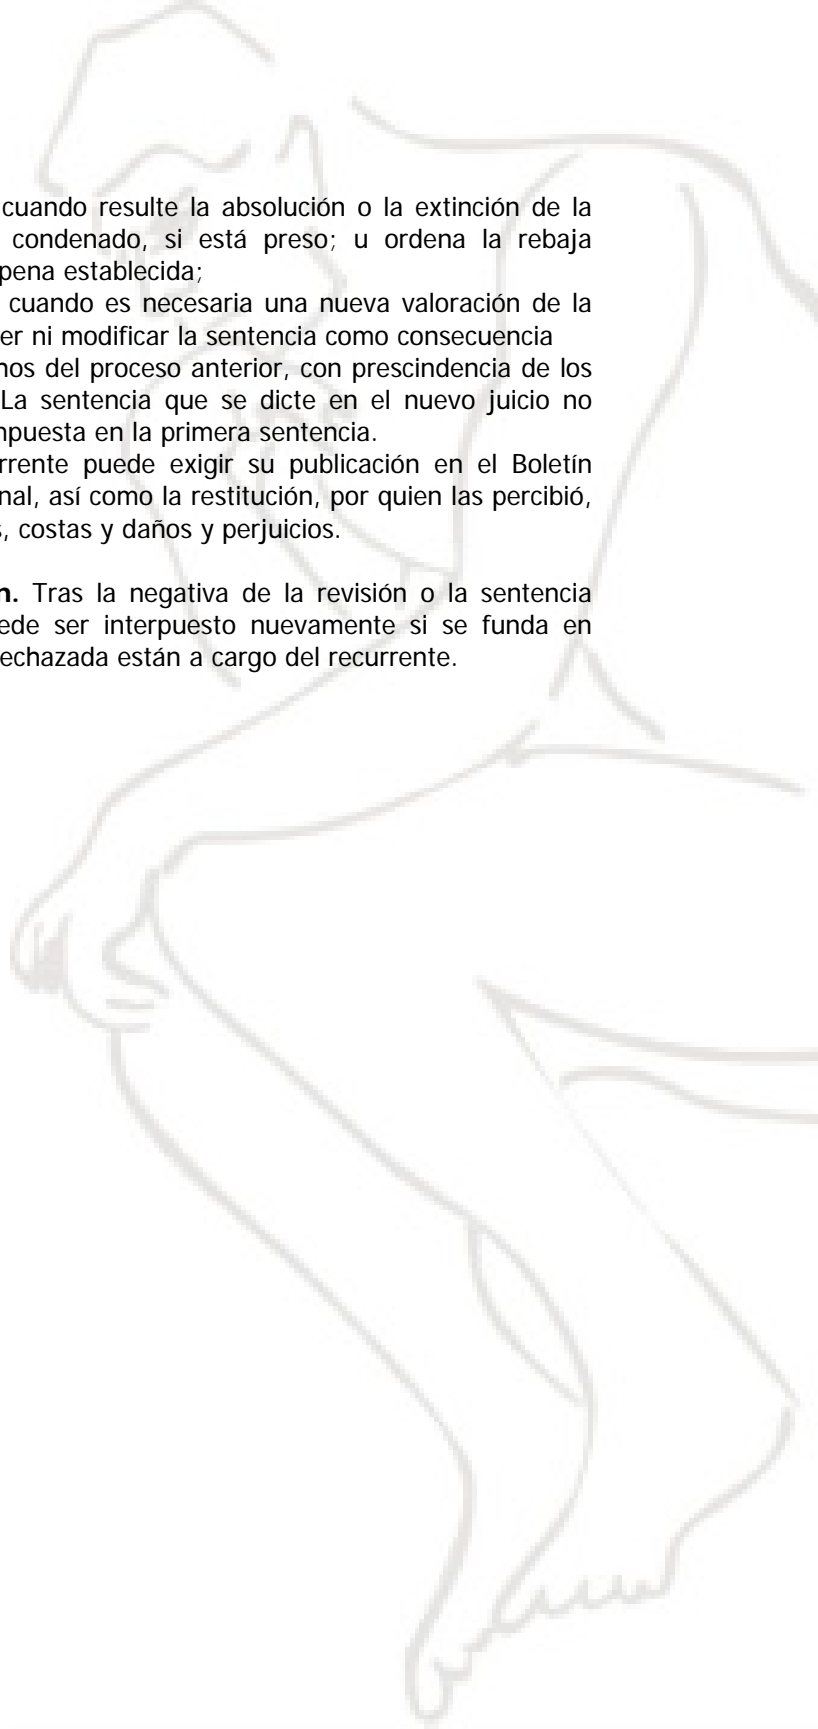 cuando resulte la absolución o la extinción de la
condenado, si está preso; u ordena la rebaja
pena establecida;
cuando es necesaria una nueva valoración de la
er ni modificar la sentencia como consecuencia
nos del proceso anterior, con prescindencia de los
La sentencia que se dicte en el nuevo juicio no
npuesta en la primera sentencia.
rrente puede exigir su publicación en el Boletín
nal, así como la restitución, por quien las percibió,
s, costas y daños y perjuicios.
n. Tras la negativa de la revisión o la sentencia
ede ser interpuesto nuevamente si se funda en
echazada están a cargo del recurrente.